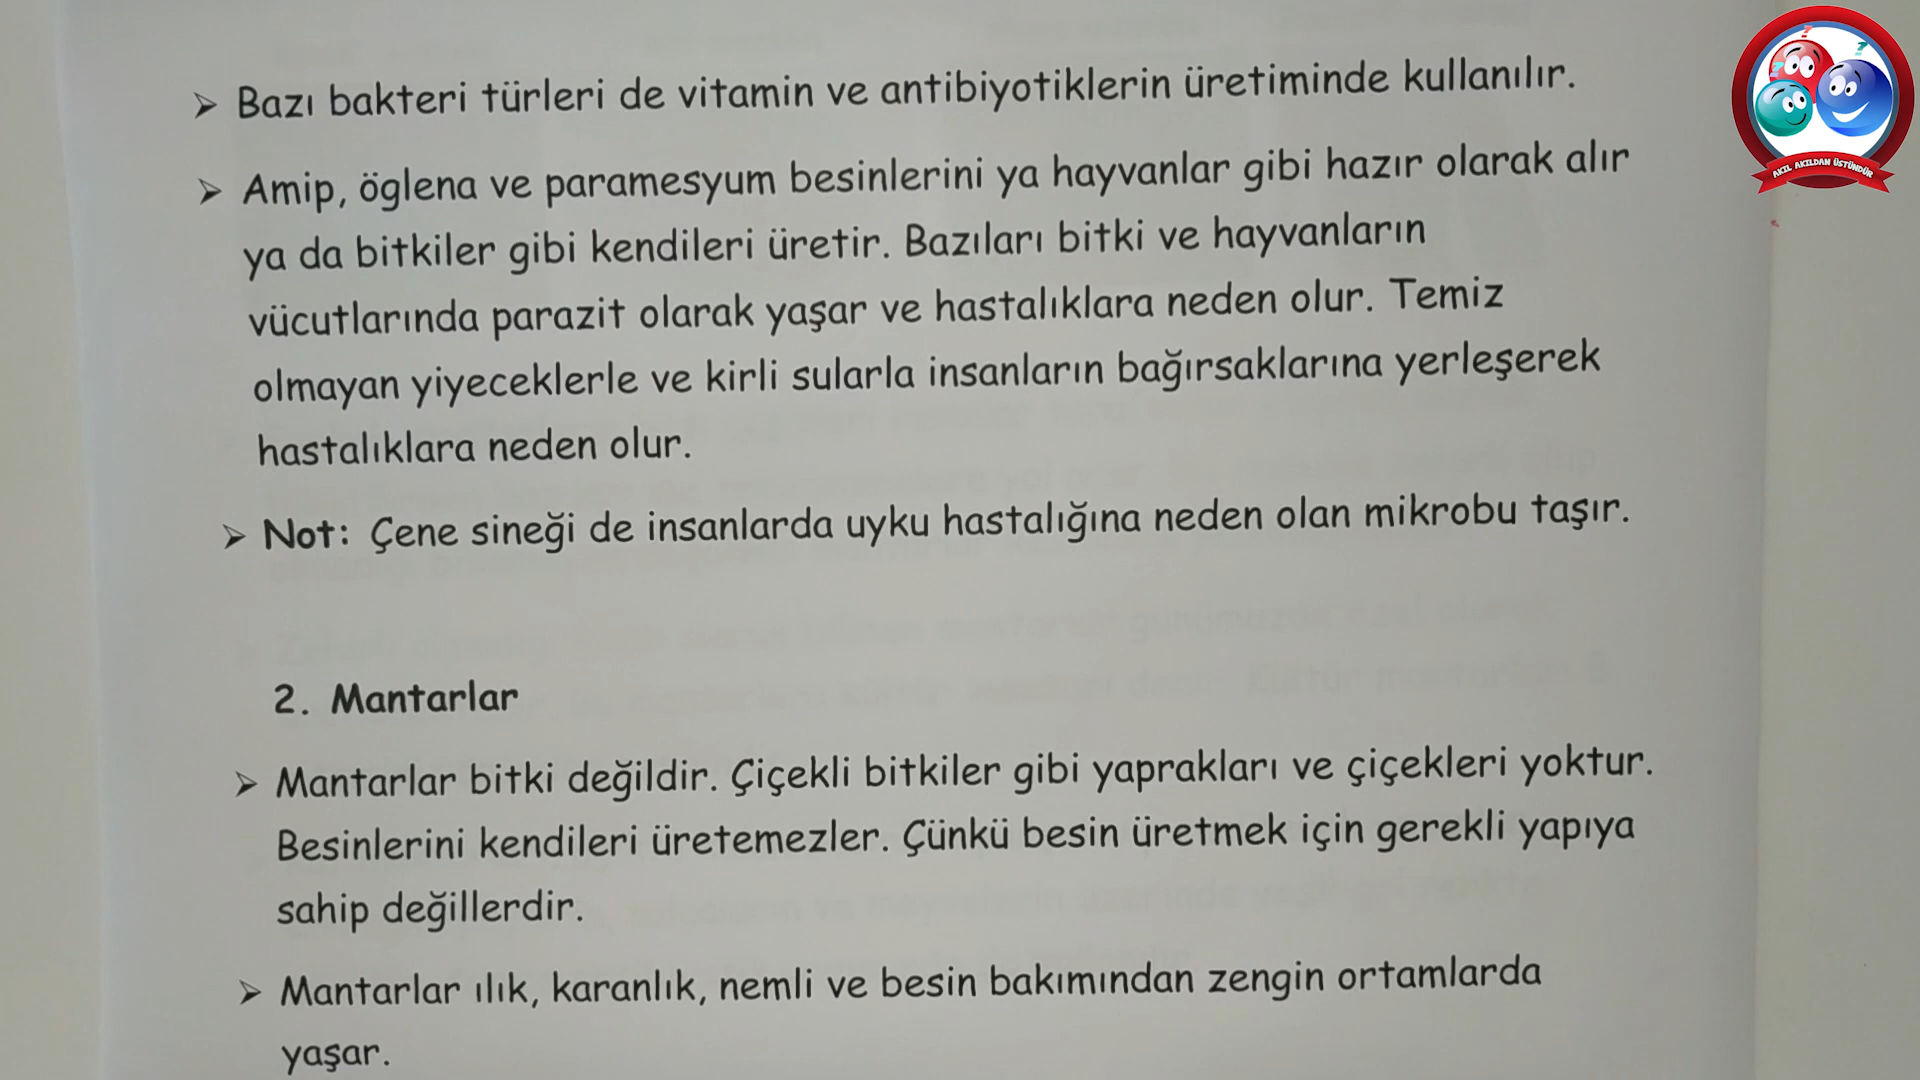 ➢ Bazı bakteri türleri de vitamin ve antibiyotiklerin üretiminde kullanılır.
➢ Amip, öglena ve paramesyum besinlerini ya hayvanlar gibi hazır olarak alır
ya da bitkiler gibi kendileri üretir. Bazıları bitki ve hayvanların
vücutlarında parazit olarak yaşar ve hastalıklara neden olur. Temiz
olmayan yiyeceklerle ve kirli sularla insanların bağırsaklarına yerleşerek
hastalıklara neden olur.
➢ Not: Çene sineği de insanlarda uyku hastalığına neden olan mikrobu taşır.
2. Mantarlar
➢ Mantarlar bitki değildir. Çiçekli bitkiler gibi yaprakları ve çiçekleri yoktur.
Besinlerini kendileri üretemezler. Çünkü besin üretmek için gerekli yapıya
sahip değillerdir.
➢ Mantarlar ılık, karanlık, nemli ve besin bakımından zengin ortamlarda
yaşar.
AKIL AKILDAN ÜSTÜNDÜR